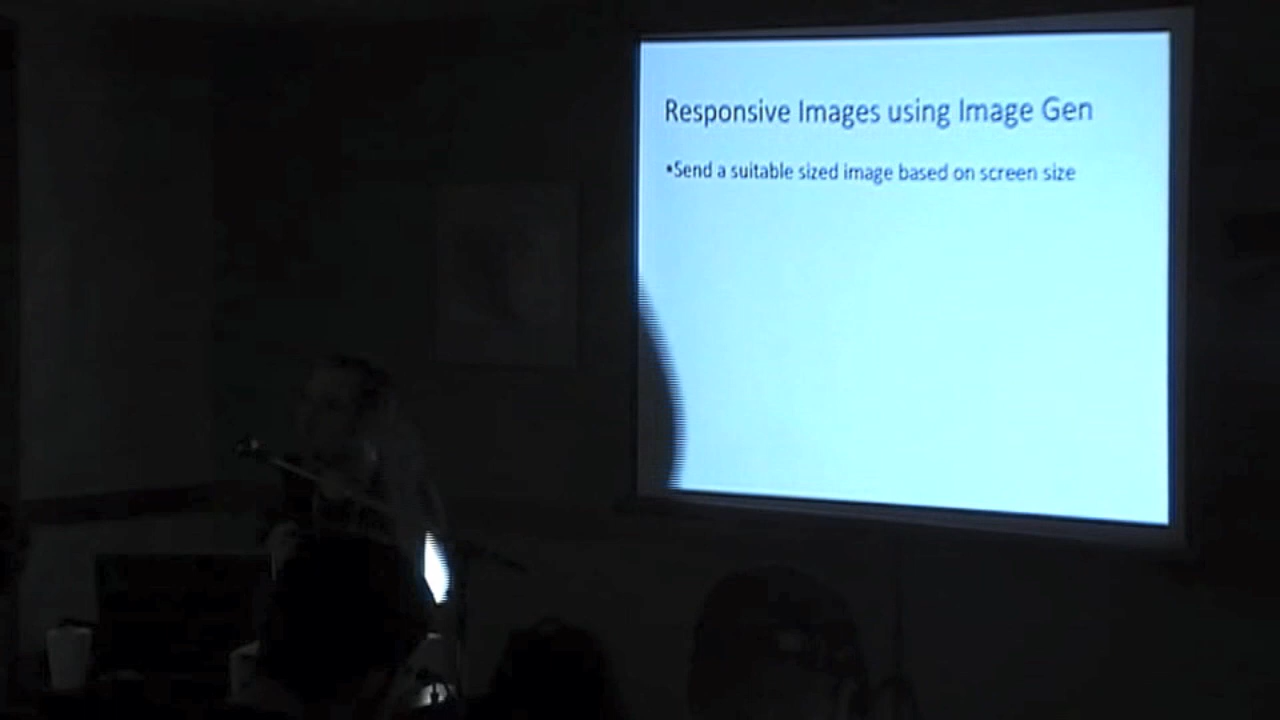 Responsive Images using Image Gen
•Send a suitable sized image based on screen size